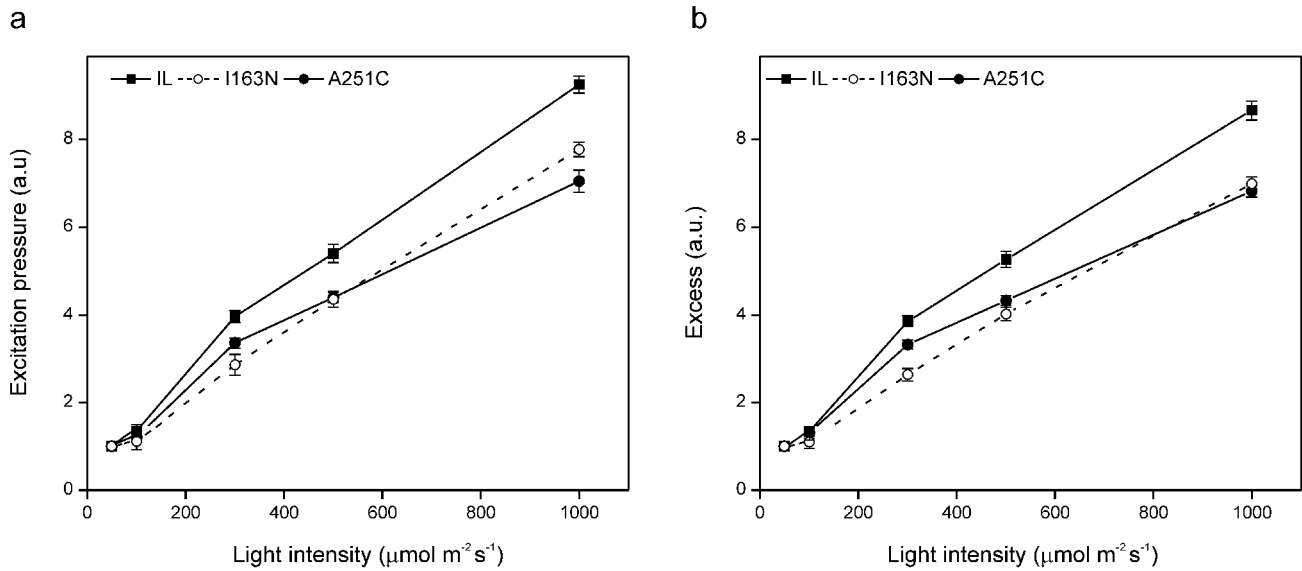 a
IL I163N A251C
8
6
4
2
0
Excitation pressure (a.u)
0 200 400 600 800 1000
Light intensity (μmol m⁻² s⁻¹)
b
IL I163N A251C
8
6
4
2
0
Excess (a.u.)
0 200 400 600 800 1000
Light intensity (μmol m⁻² s⁻¹)